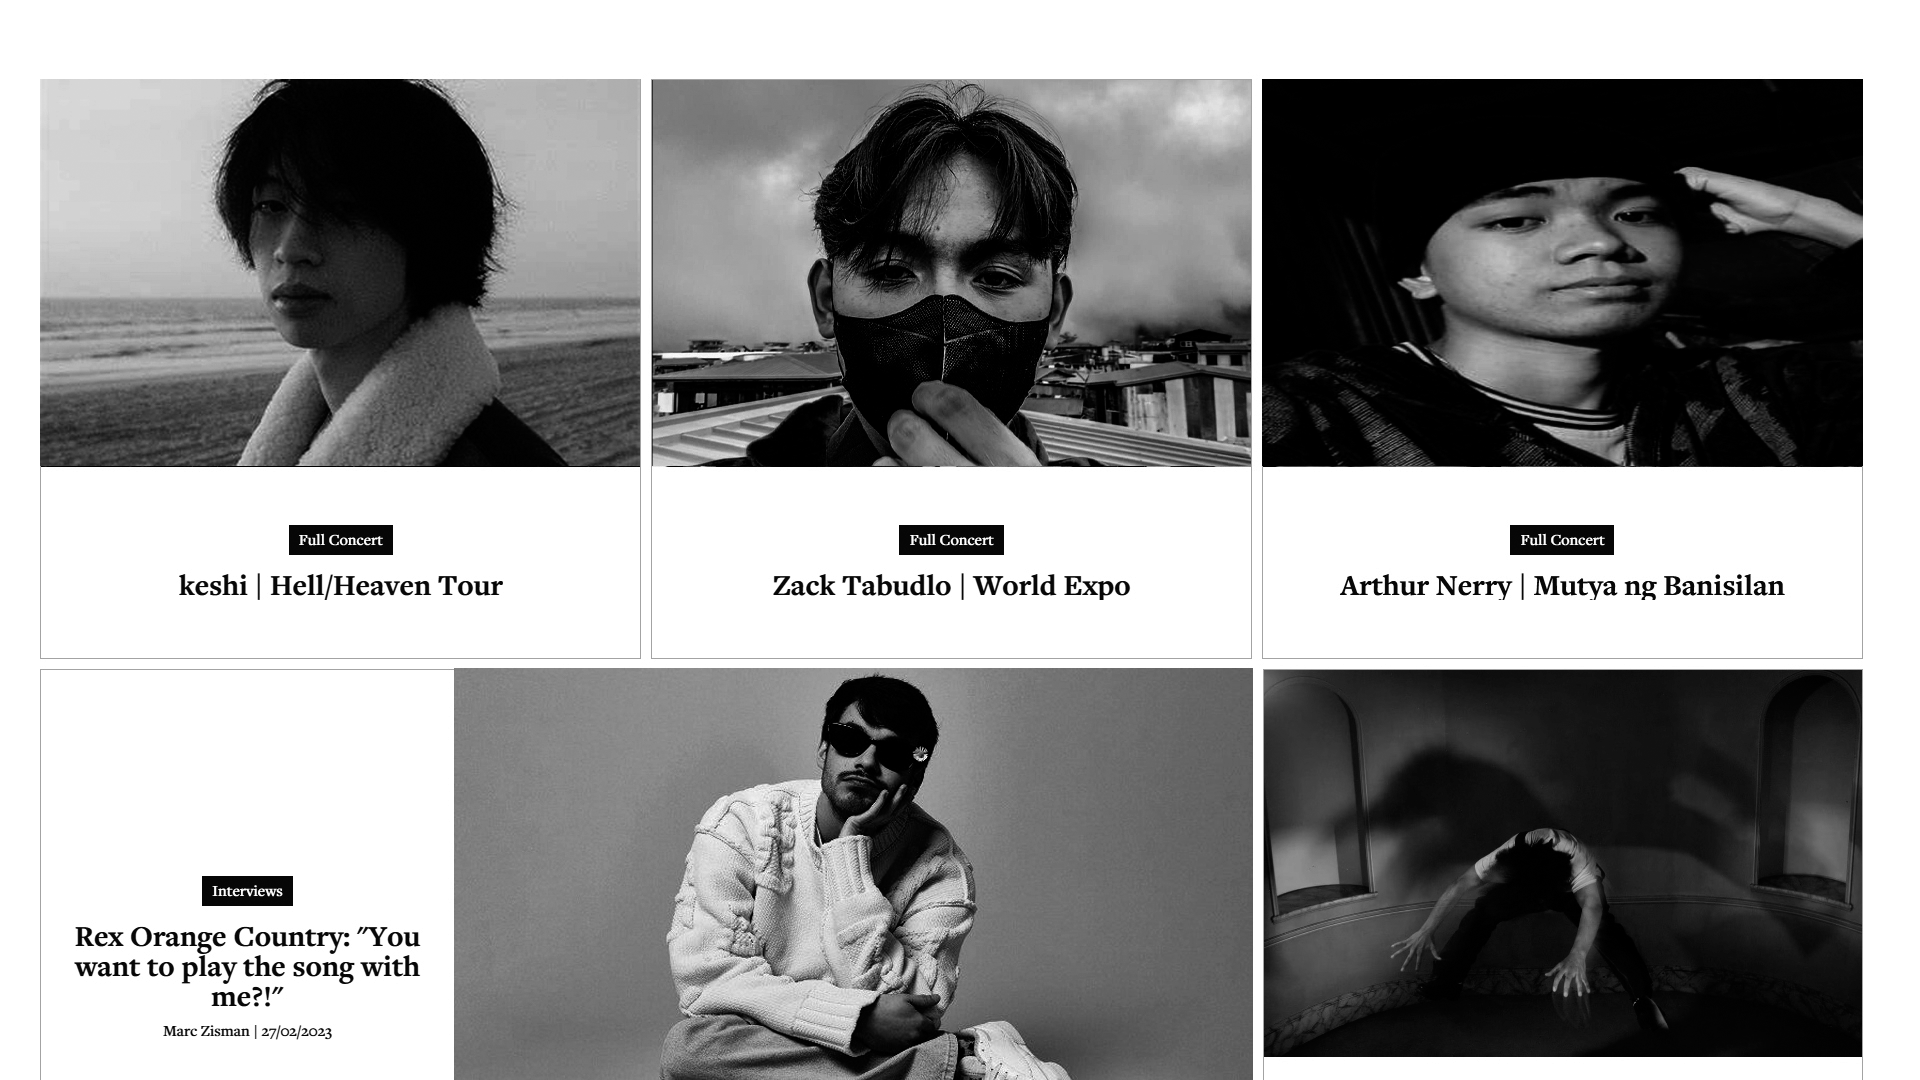 Full Concert
keshi | Hell/Heaven Tour
Full Concert
Zack Tabudlo | World Expo
Full Concert
Arthur Nerry | Mutya ng Banisilan
Interviews
Rex Orange Country: "You
want to play the song with
me?!"
Marc Zisman | 27/02/2023